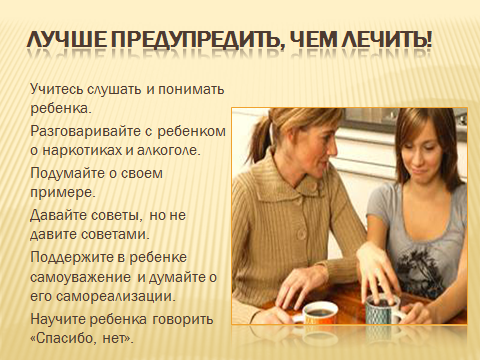 ЛУЧШЕ ПРЕДУПРЕДИТЬ, ЧЕМ ЛЕЧИТЬ!
Учитесь слушать и понимать
ребенка.
Разговаривайте с ребенком
о наркотиках и алкоголе.
Подумайте о своем
примере.
Давайте советы, но не
давите советами.
Поддержите в ребенке
самоуважение и думайте о
его самореализации.
Научите ребенка говорить
«Спасибо, нет».